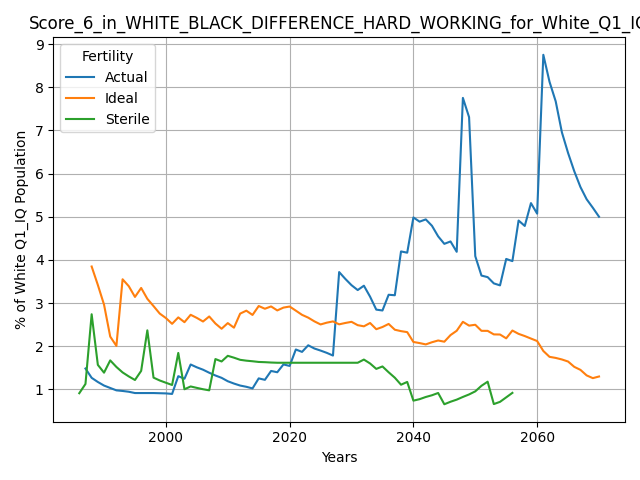 Score_6_in_WHITE_BLACK_DIFFERENCE_HARD_WORKING_for_White_Q1_IQ
Fertility
Actual
Ideal
Sterile
% of White Q1_IQ Population
9
8
7
6
5
4
3
2
1
2000 2020 2040 2060
Years